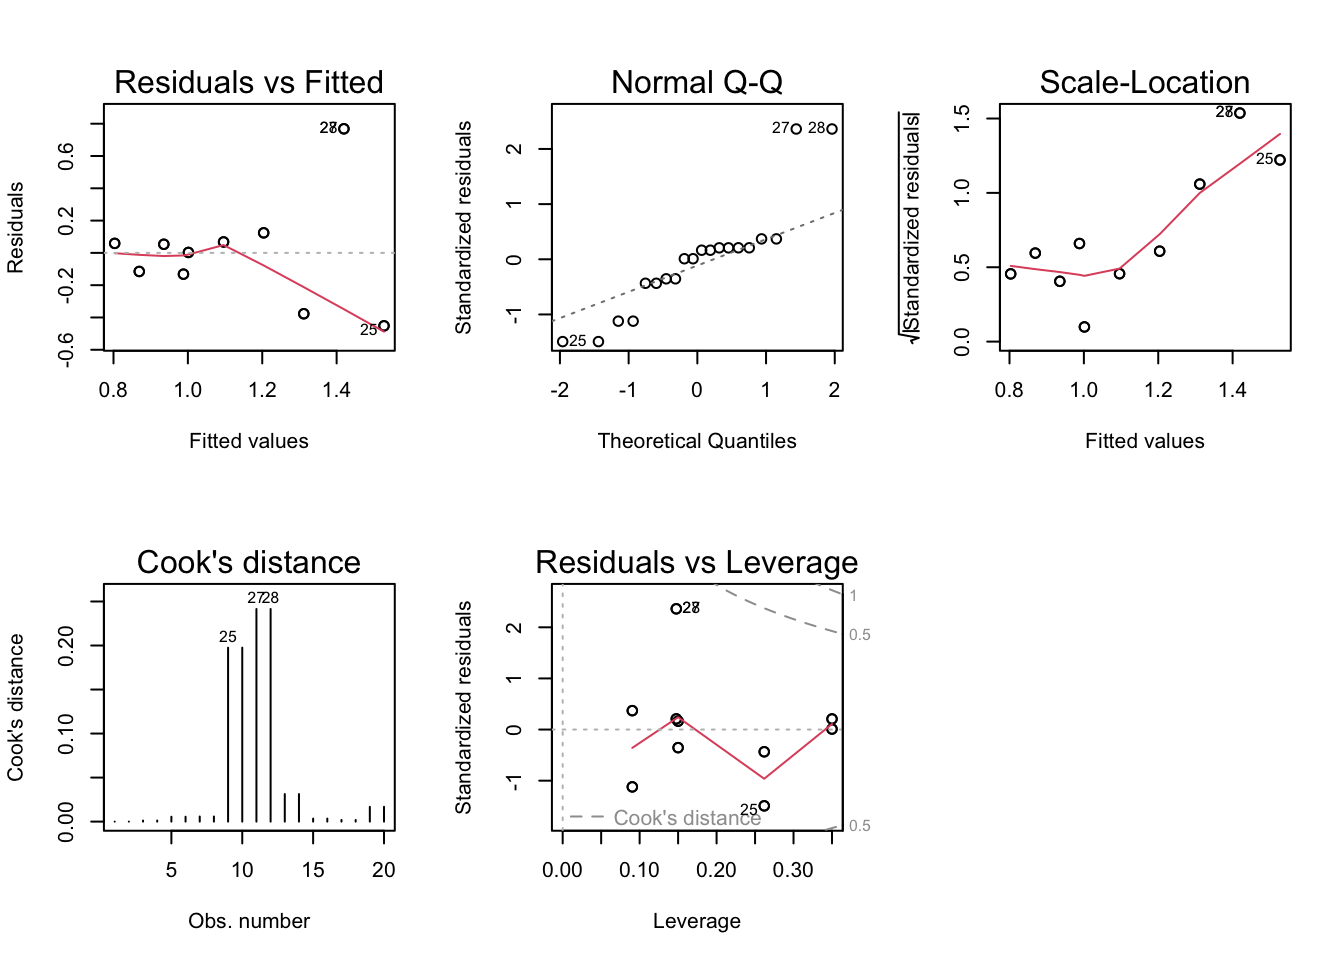 Residuals vs Fitted
Residuals
0.6
0.2
-0.2
-0.6
28
25
0.8 1.0 1.2 1.4
Fitted values
Normal Q-Q
Standardized residuals
2
1
0
-1
27 28
25
-2 -1 0 1 2
Theoretical Quantiles
Scale-Location
√|Standardized residuals|
1.5
1.0
0.5
0.0
28
25
0.8 1.0 1.2 1.4
Fitted values
Cook's distance
Cook's distance
0.20
0.10
0.00
25
27 28
5 10 15 20
Obs. number
Residuals vs Leverage
Standardized residuals
2
1
0
-1
28
25
1
0.5
0.5
Cook's distance
0.00 0.10 0.20 0.30
Leverage